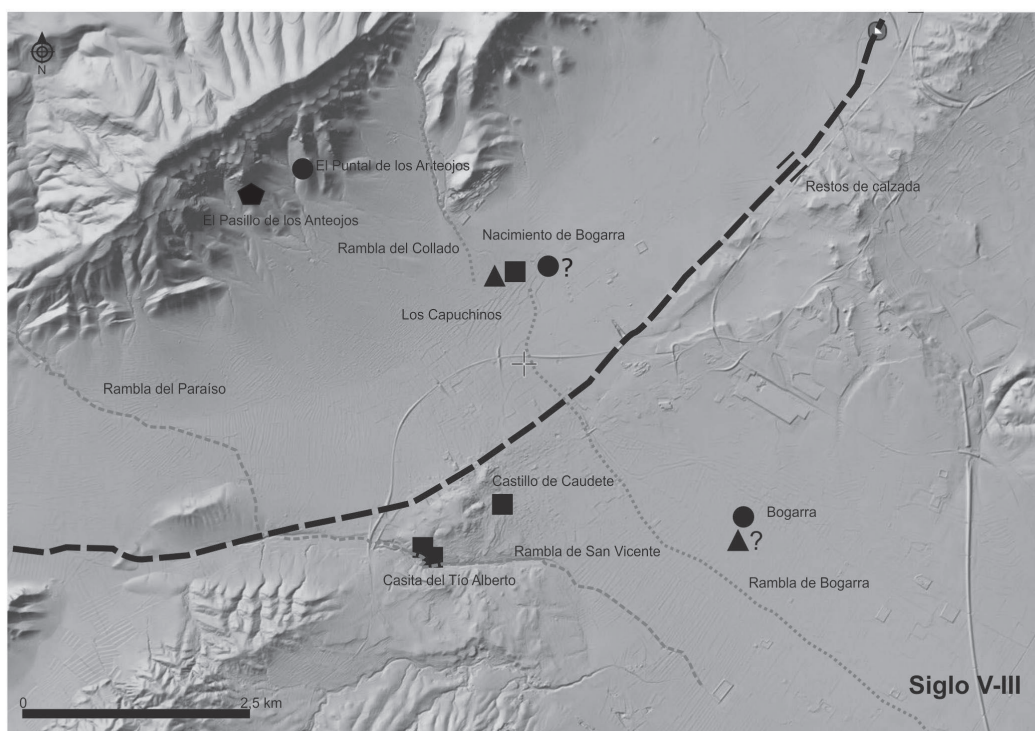 N
El Puntal de los Anteojos
Restos de calzada
El Pasillo de los Anteojos
Nacimiento de Bogarra
Rambla del Collado
?
Los Capuchinos
Rambla del Paraíso
Castillo de Caudete
Bogarra
?
Rambla de San Vicente
Casita del Tío Alberto
Rambla de Bogarra
Siglo V-III
0 2,5 km